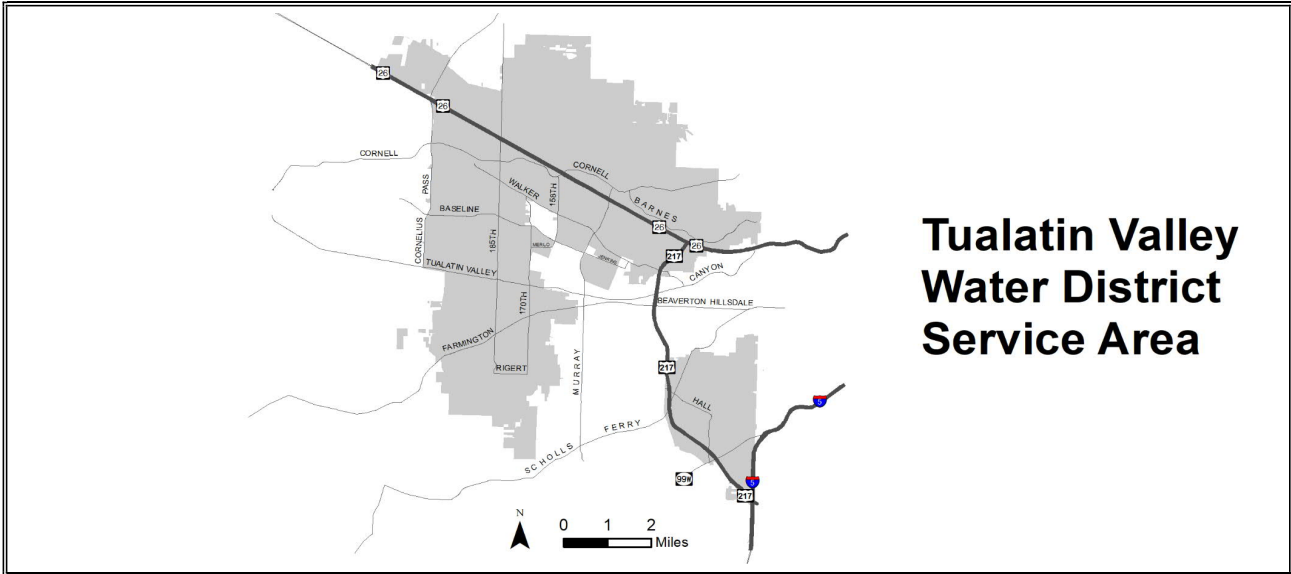 26
26
CORNELL
CORNELL
PASS
WALKER
158TH
BARNES
BASELINE
26
26
185TH
CORNELIUS
MERLO
JENKINS
217
TUALATIN VALLEY
CANYON
170TH
BEAVERTON HILLSDALE
FARMINGTON
RIGERT
MURRAY
217
HALL
5
SCHOLLS
FERRY
99W
5
217
N
0 1 2
Miles
Tualatin Valley
Water District
Service Area